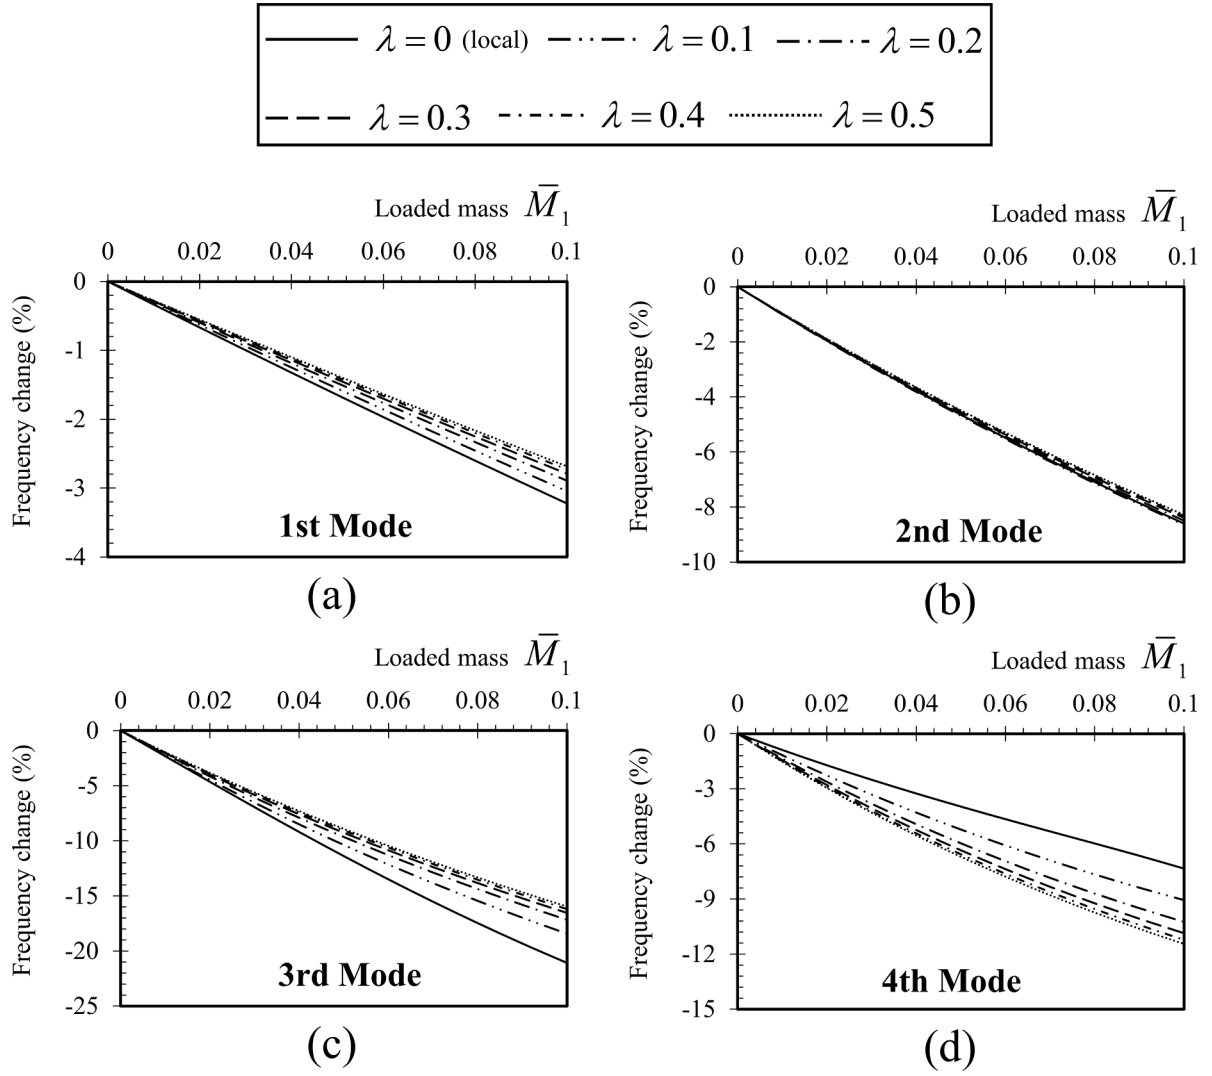 λ = 0 (local) λ = 0.1 λ = 0.2
λ = 0.3 λ = 0.4 λ = 0.5
Loaded mass M̅₁
0 0.02 0.04 0.06 0.08 0.1
Frequency change (%)
0
-1
-2
-3
-4
1st Mode
(a)
Loaded mass M̅₁
0 0.02 0.04 0.06 0.08 0.1
Frequency change (%)
0
-2
-4
-6
-8
-10
2nd Mode
(b)
Loaded mass M̅₁
0 0.02 0.04 0.06 0.08 0.1
Frequency change (%)
0
-5
-10
-15
-20
-25
3rd Mode
(c)
Loaded mass M̅₁
0 0.02 0.04 0.06 0.08 0.1
Frequency change (%)
0
-3
-6
-9
-12
-15
4th Mode
(d)